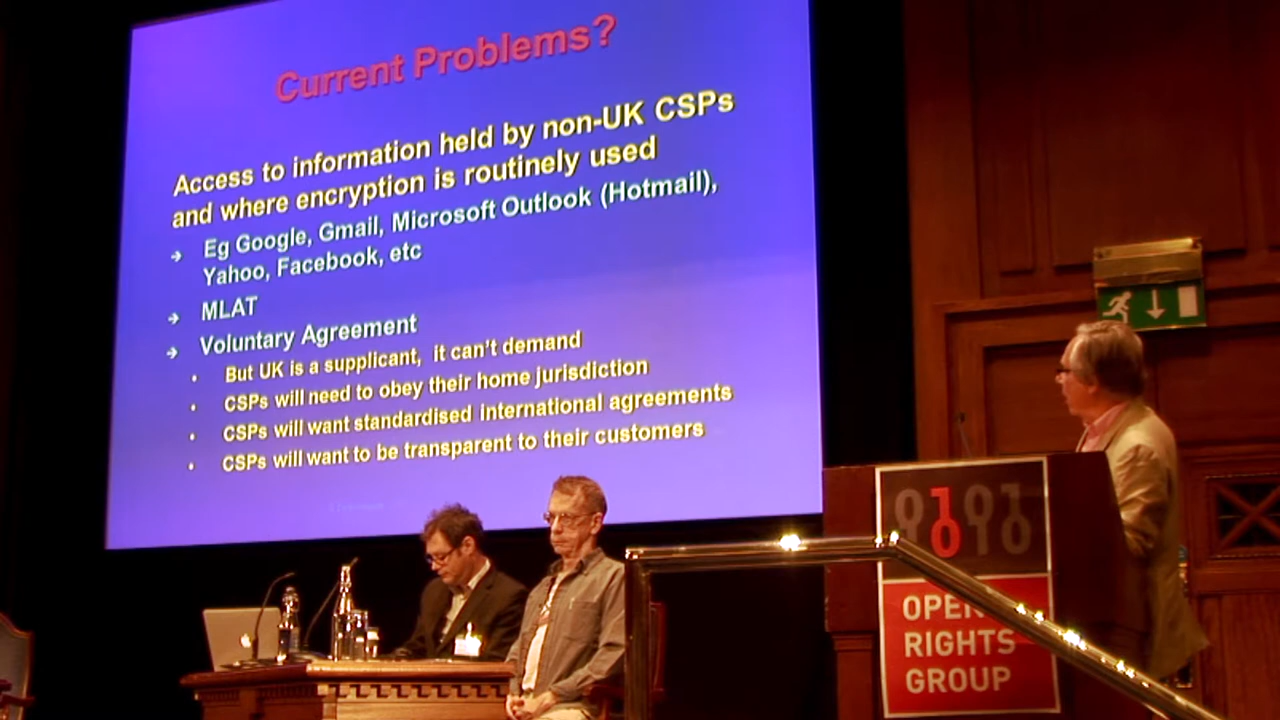 Current Problems?
Access to information held by non-UK CSPs
and where encryption is routinely used
Eg Google, Gmail, Microsoft Outlook (Hotmail),
Yahoo, Facebook, etc
MLAT
Voluntary Agreement
But UK is a supplicant, it can't demand
CSPs will need to obey their home jurisdiction
CSPs will want standardised international agreements
CSPs will want to be transparent to their customers
OPEN
RIGHTS
GROUP